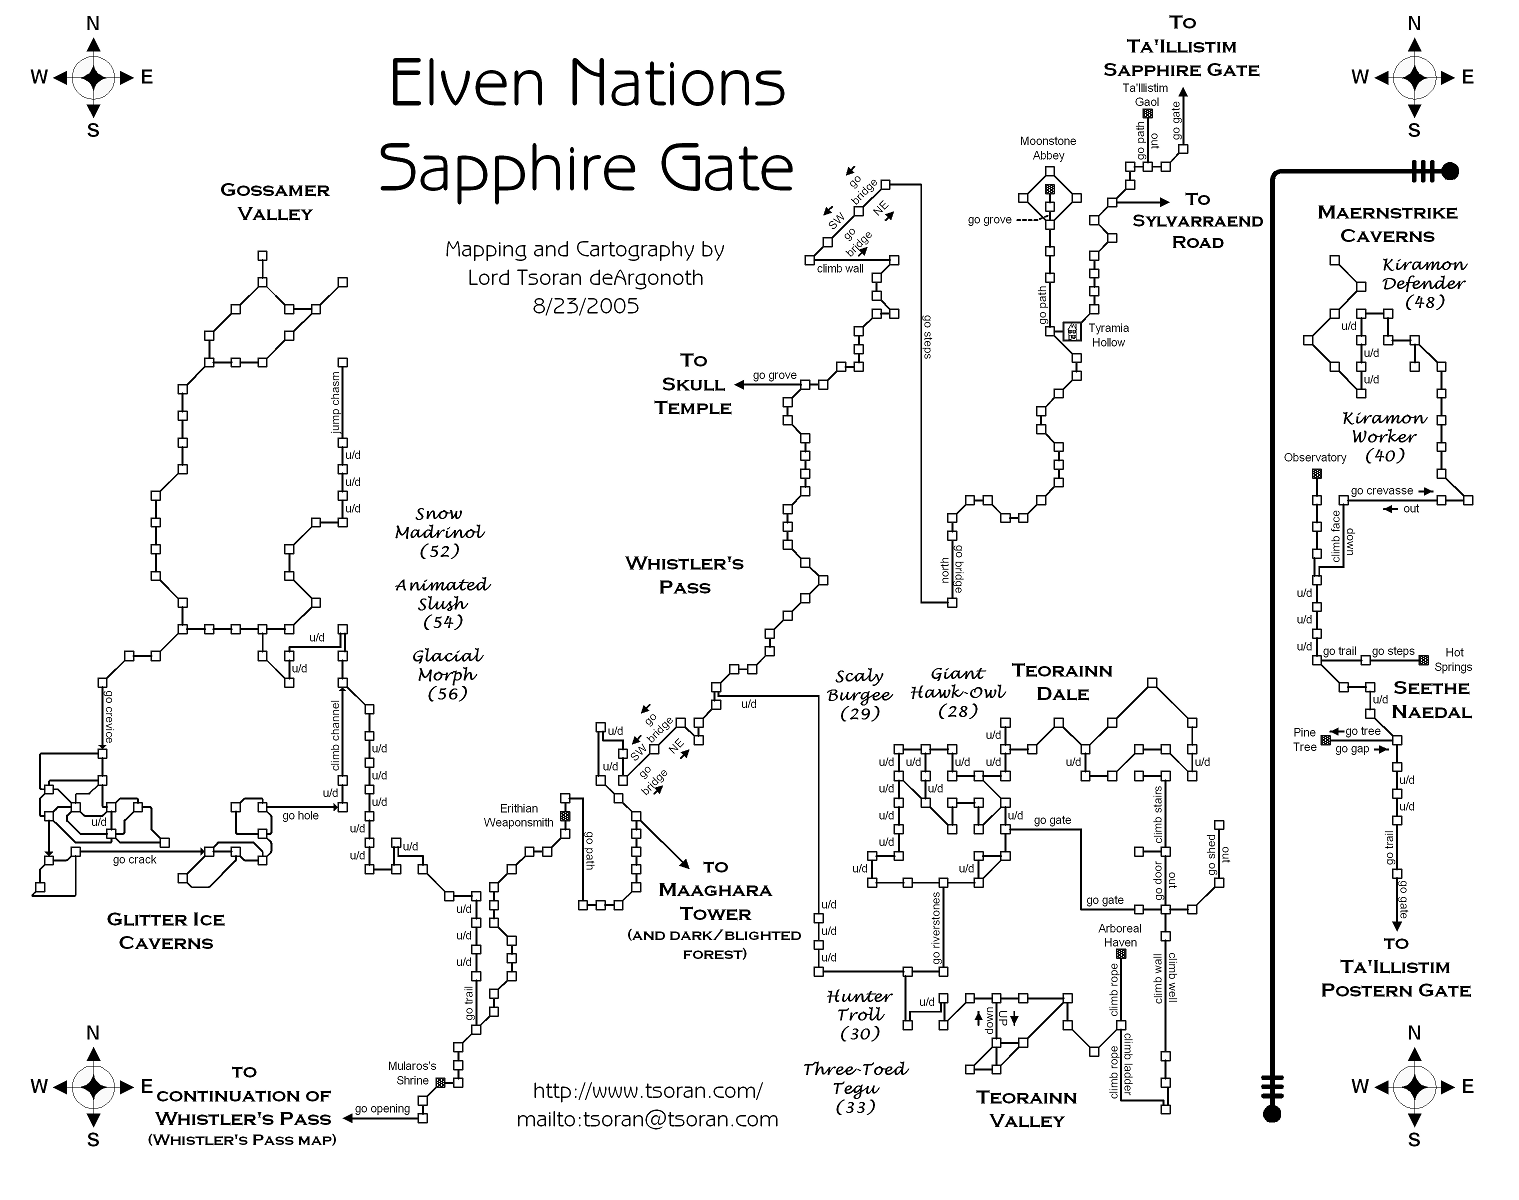 N
W E
S
Elven Nations
Sapphire Gate
Mapping and Cartography by
Lord Tsoran deArgonoth
8/23/2005
To
Ta'Illistim
Sapphire Gate
Ta'Illistim
Gaol
go path
out
go gate
N
W E
S
Gossamer
Valley
jump chasm
u/d
u/d
u/d
Snow
Madrinol
(52)
Animated
Slush
(54)
Glacial
Morph
(56)
u/d
u/d
go crevice
climb channel
u/d
u/d
go hole
go crack
Glitter Ice
Caverns
u/d
u/d
u/d
u/d
u/d
u/d
u/d
u/d
u/d
go trail
Mularos's
Shrine
go opening
To
continuation of
Whistler's Pass
(Whistler's Pass map)
N
W E
S
http://www.tsoran.com/
mailto:tsoran@tsoran.com
Erithian
Weaponsmith
go path
u/d
u/d
SW
go
bridge
go
bridge
NE
To
Maaghara
Tower
(and dark/blighted
forest)
Whistler's
Pass
To
Skull
Temple
go grove
climb wall
SW
go
bridge
go
bridge
NE
go steps
north
go bridge
Moonstone
Abbey
go grove
go path
Tyramia
Hollow
To
Sylvarraend
Road
u/d
u/d
u/d
u/d
Scaly
Burgee
(29)
Giant
Hawk-Owl
(28)
Teorainn
Dale
u/d
u/d
u/d
u/d
u/d
u/d
u/d
u/d
u/d
u/d
u/d
u/d
go gate
go riverstones
climb stairs
go door
out
go gate
go shed
out
Arboreal
Haven
climb rope
climb rope
climb ladder
climb wall
climb well
Hunter
Troll
(30)
u/d
down
UP
Three-Toed
Tegu
(33)
Teorainn
Valley
Maernstrike
Caverns
Kiramon
Defender
(48)
u/d
u/d
u/d
Kiramon
Worker
(40)
Observatory
go crevasse
out
climb face
down
u/d
u/d
u/d
go trail
go steps
Hot
Springs
Seethe
Naedal
u/d
Pine
Tree
go tree
go gap
u/d
u/d
go trail
go gate
To
Ta'Illistim
Postern Gate
N
W E
S